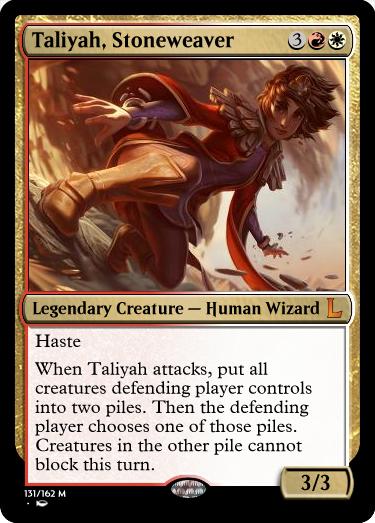 Taliyah, Stoneweaver 3
Legendary Creature — Human Wizard L
Haste
When Taliyah attacks, put all
creatures defending player controls
into two piles. Then the defending
player chooses one of those piles.
Creatures in the other pile cannot
block this turn.
3/3
131/162 M